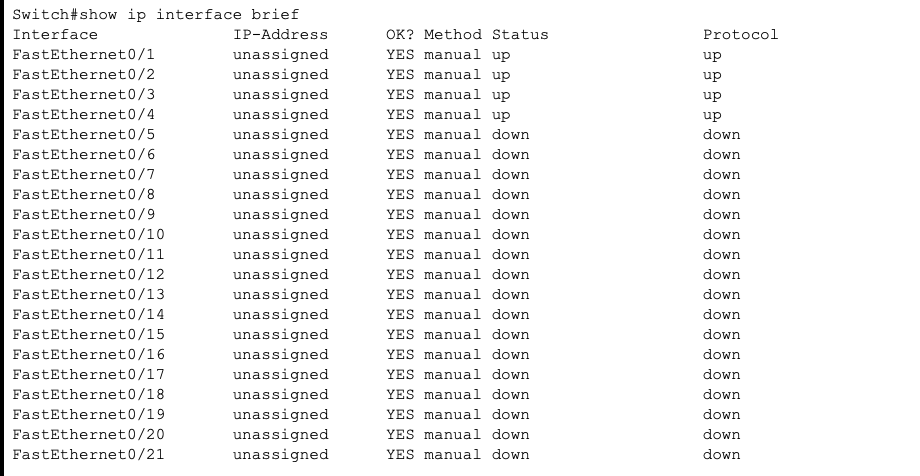 Switch#show ip interface brief
Interface IP-Address OK? Method Status Protocol
FastEthernet0/1 unassigned YES manual up up
FastEthernet0/2 unassigned YES manual up up
FastEthernet0/3 unassigned YES manual up up
FastEthernet0/4 unassigned YES manual up up
FastEthernet0/5 unassigned YES manual down down
FastEthernet0/6 unassigned YES manual down down
FastEthernet0/7 unassigned YES manual down down
FastEthernet0/8 unassigned YES manual down down
FastEthernet0/9 unassigned YES manual down down
FastEthernet0/10 unassigned YES manual down down
FastEthernet0/11 unassigned YES manual down down
FastEthernet0/12 unassigned YES manual down down
FastEthernet0/13 unassigned YES manual down down
FastEthernet0/14 unassigned YES manual down down
FastEthernet0/15 unassigned YES manual down down
FastEthernet0/16 unassigned YES manual down down
FastEthernet0/17 unassigned YES manual down down
FastEthernet0/18 unassigned YES manual down down
FastEthernet0/19 unassigned YES manual down down
FastEthernet0/20 unassigned YES manual down down
FastEthernet0/21 unassigned YES manual down down